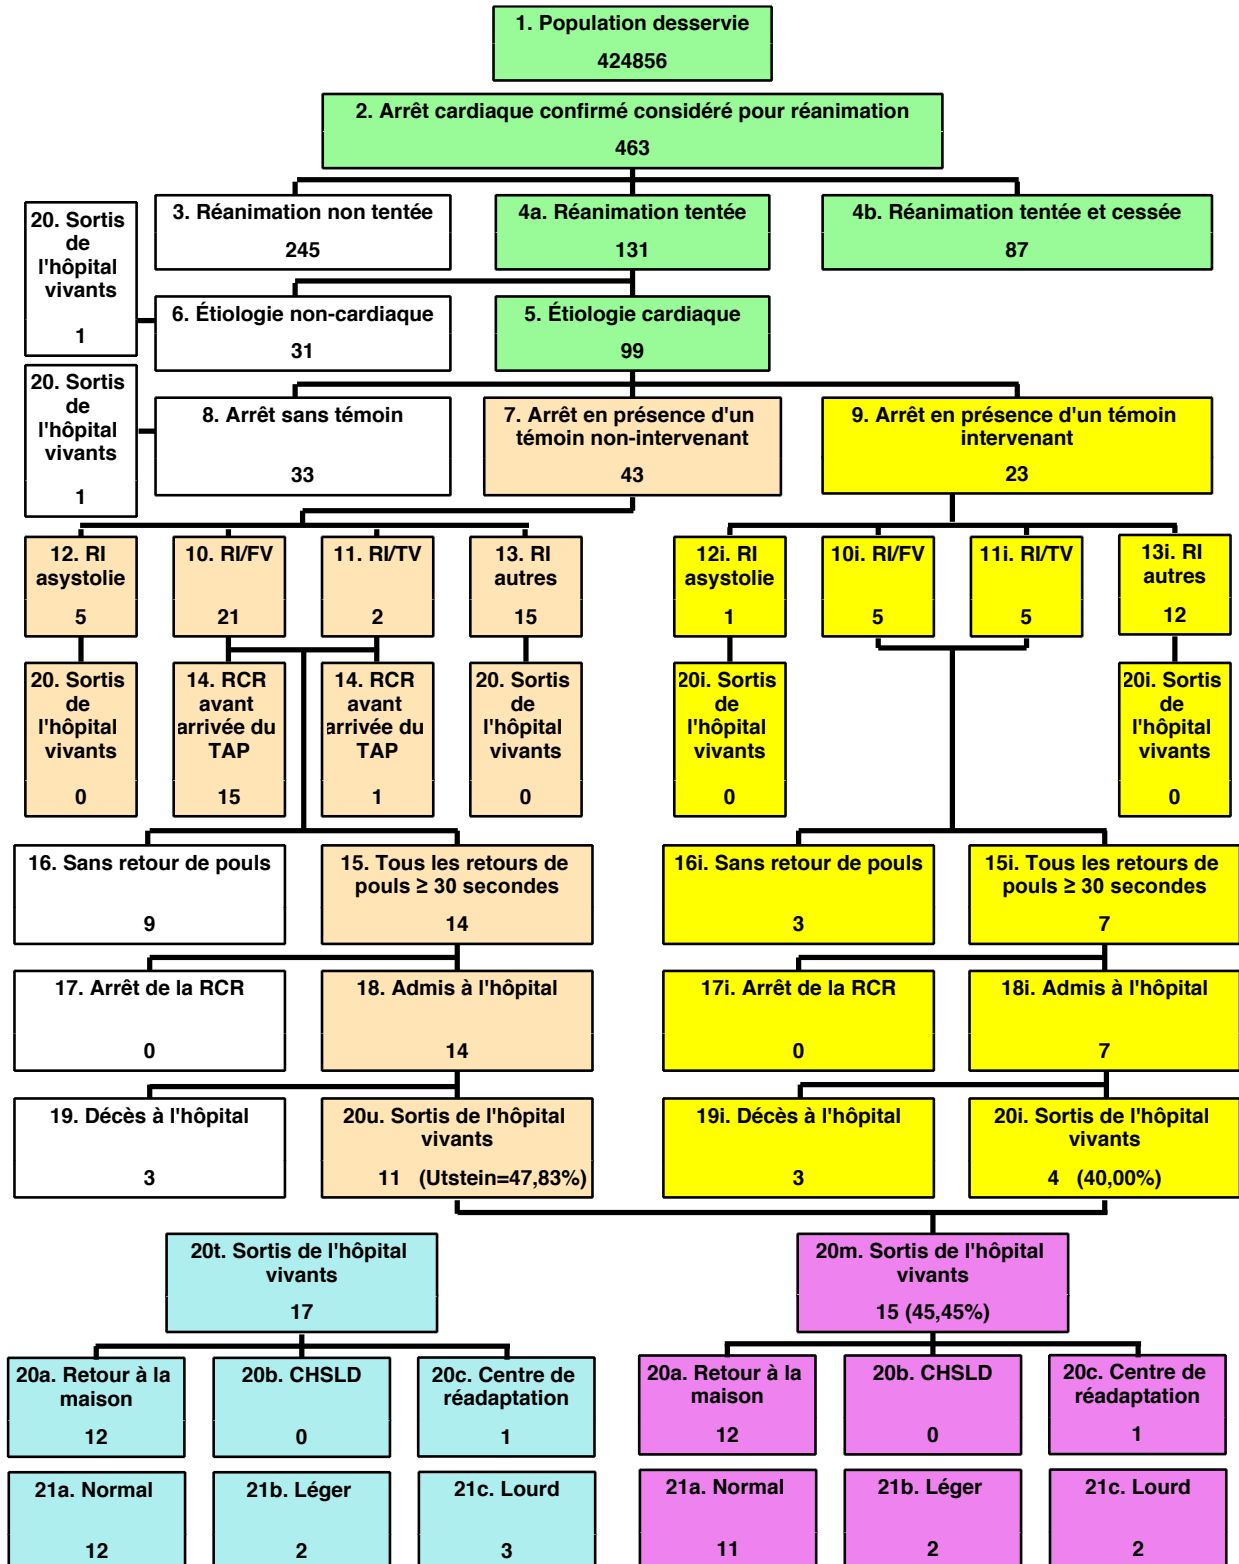 1. Population desservie
424856
2. Arrêt cardiaque confirmé considéré pour réanimation
463
20. Sortis
de
l'hôpital
vivants
1
3. Réanimation non tentée
245
4a. Réanimation tentée
131
4b. Réanimation tentée et cessée
87
6. Étiologie non-cardiaque
31
5. Étiologie cardiaque
99
20. Sortis
de
l'hôpital
vivants
1
8. Arrêt sans témoin
33
7. Arrêt en présence d'un
témoin non-intervenant
43
9. Arrêt en présence d'un témoin
intervenant
23
12. RI
asystolie
5
10. RI/FV
21
11. RI/TV
2
13. RI
autres
15
12i. RI
asystolie
1
10i. RI/FV
5
11i. RI/TV
5
13i. RI
autres
12
20. Sortis
de
l'hôpital
vivants
0
14. RCR
avant
arrivée du
TAP
15
14. RCR
avant
arrivée du
TAP
1
20. Sortis
de
l'hôpital
vivants
0
20i. Sortis
de
l'hôpital
vivants
0
20i. Sortis
de
l'hôpital
vivants
0
16. Sans retour de pouls
9
15. Tous les retours de
pouls ≥ 30 secondes
14
16i. Sans retour de pouls
3
15i. Tous les retours de
pouls ≥ 30 secondes
7
17. Arrêt de la RCR
0
18. Admis à l'hôpital
14
17i. Arrêt de la RCR
0
18i. Admis à l'hôpital
7
19. Décès à l'hôpital
3
20u. Sortis de l'hôpital
vivants
11 (Utstein=47,83%)
19i. Décès à l'hôpital
3
20i. Sortis de l'hôpital
vivants
4 (40,00%)
20t. Sortis de l'hôpital
vivants
17
20m. Sortis de l'hôpital
vivants
15 (45,45%)
20a. Retour à la
maison
12
20b. CHSLD
0
20c. Centre de
réadaptation
1
20a. Retour à la
maison
12
20b. CHSLD
0
20c. Centre de
réadaptation
1
21a. Normal
12
21b. Léger
2
21c. Lourd
3
21a. Normal
11
21b. Léger
2
21c. Lourd
2